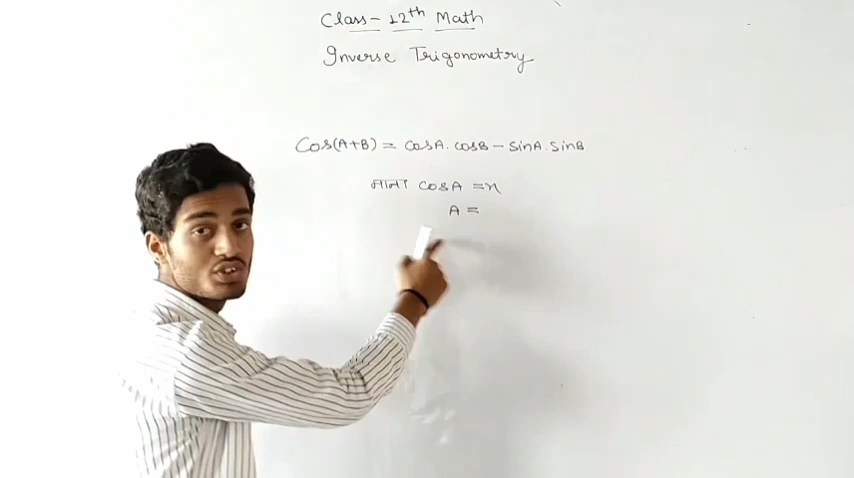 Class - 12th Math
Inverse Trigonometry
Cos(A+B) = cosA. cosB - sinA. sinB
माना cosA = x
A =